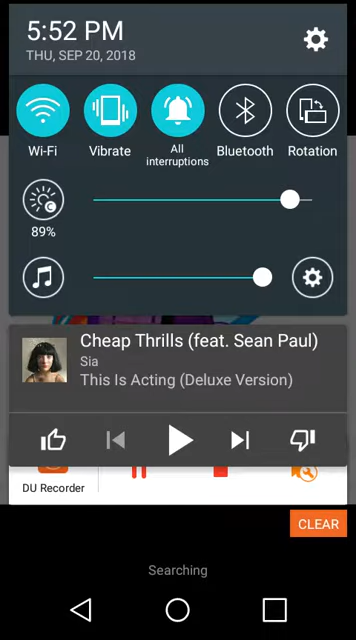 5:52 PM
THU, SEP 20, 2018
Wi-Fi
Vibrate
All
interruptions
Bluetooth
Rotation
89%
Cheap Thrills (feat. Sean Paul)
Sia
This Is Acting (Deluxe Version)
DU Recorder
CLEAR
Searching